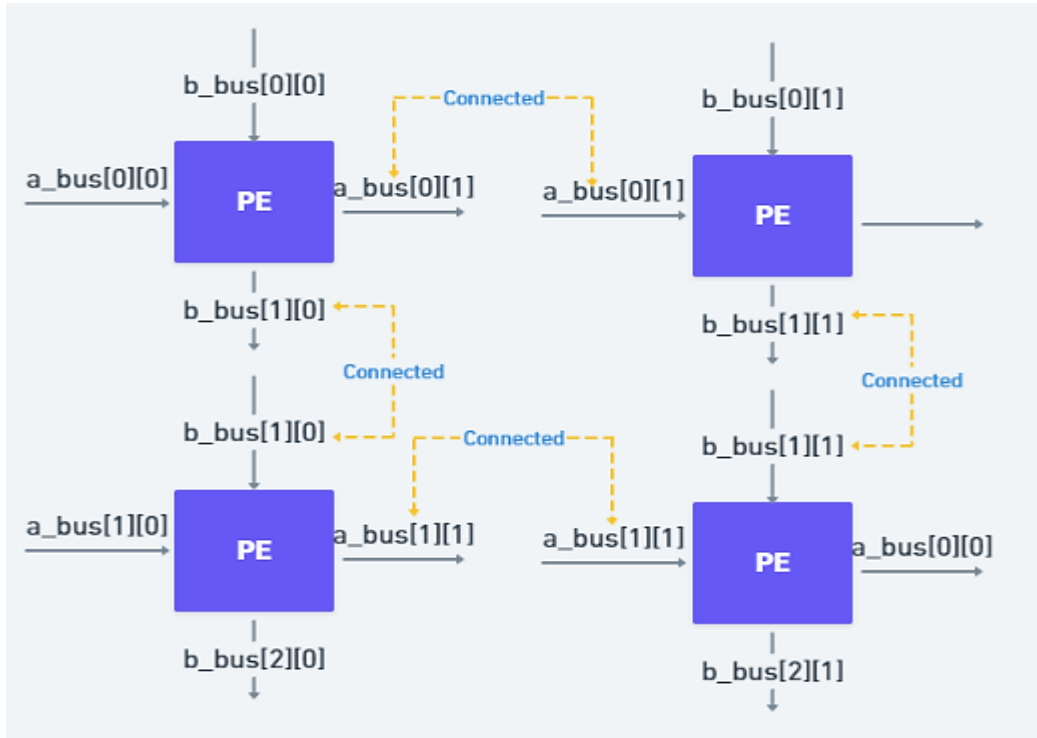 b_bus[0][0]
Connected
b_bus[0][1]
a_bus[0][0]
PE
a_bus[0][1]
a_bus[0][1]
PE
b_bus[1][0]
b_bus[1][1]
Connected
Connected
b_bus[1][0]
Connected
b_bus[1][1]
a_bus[1][0]
PE
a_bus[1][1]
a_bus[1][1]
PE
a_bus[0][0]
b_bus[2][0]
b_bus[2][1]